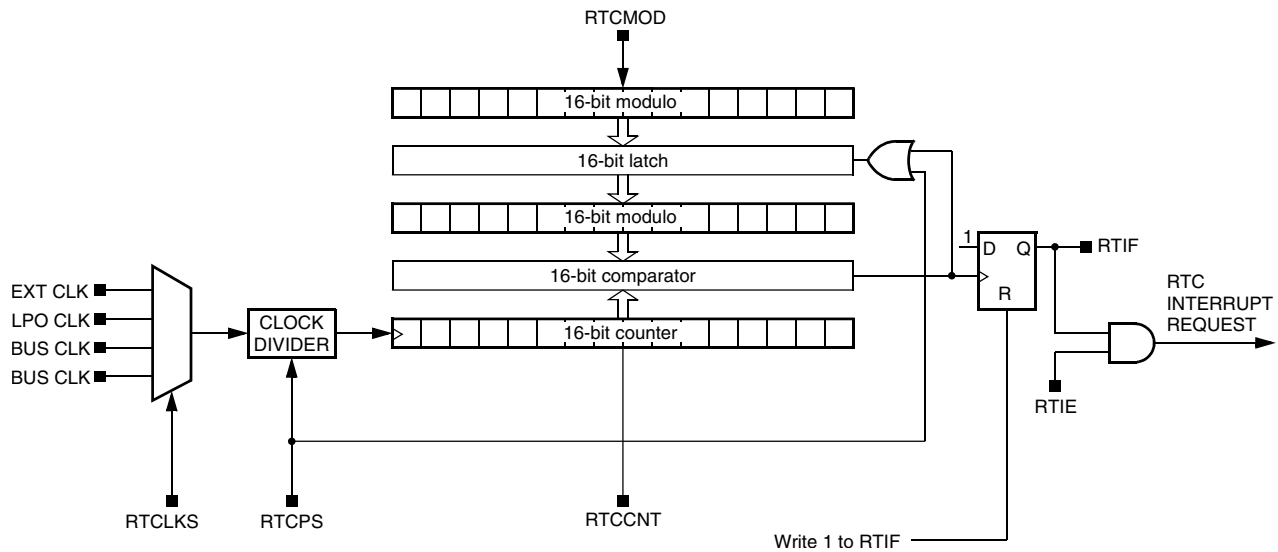 RTCMOD
16-bit modulo
16-bit latch
16-bit modulo
1
D Q
RTIF
16-bit comparator
R
RTC
INTERRUPT
REQUEST
EXT CLK
LPO CLK
BUS CLK
BUS CLK
CLOCK
DIVIDER
16-bit counter
RTIE
RTCLKS
RTCPS
RTCCNT
Write 1 to RTIF